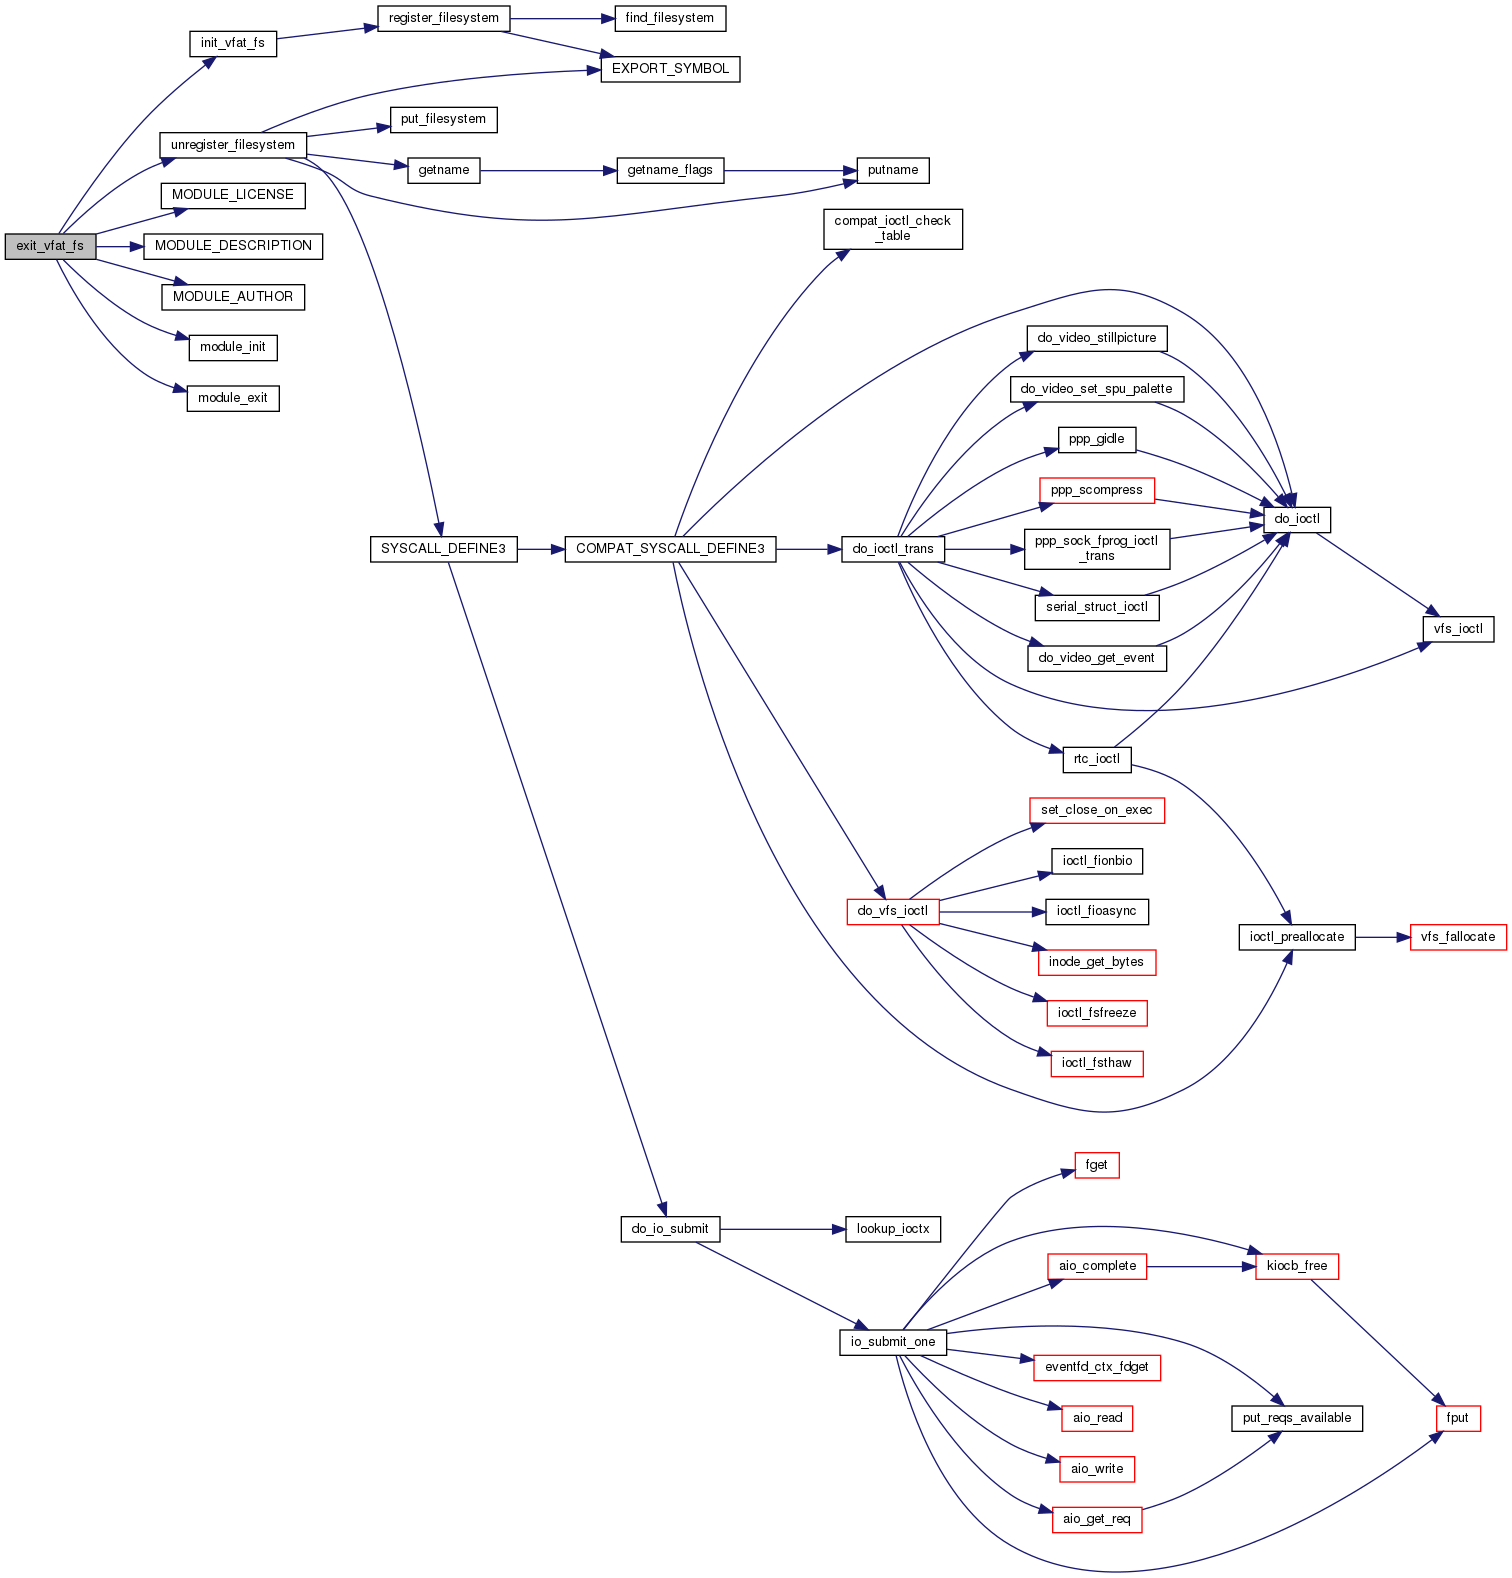 register_filesystem
find_filesystem
init_vfat_fs
EXPORT_SYMBOL
put_filesystem
unregister_filesystem
getname
getname_flags
putname
MODULE_LICENSE
compat_ioctl_check
_table
exit_vfat_fs
MODULE_DESCRIPTION
MODULE_AUTHOR
module_init
do_video_stillpicture
do_video_set_spu_palette
module_exit
ppp_gidle
ppp_scompress
do_ioctl
SYSCALL_DEFINE3
COMPAT_SYSCALL_DEFINE3
do_ioctl_trans
ppp_sock_fprog_ioctl
_trans
serial_struct_ioctl
vfs_ioctl
do_video_get_event
rtc_ioctl
set_close_on_exec
ioctl_fionbio
do_vfs_ioctl
ioctl_fioasync
ioctl_preallocate
vfs_fallocate
inode_get_bytes
ioctl_fsfreeze
ioctl_fsthaw
fget
do_io_submit
lookup_ioctx
aio_complete
kiocb_free
io_submit_one
eventfd_ctx_fdget
aio_read
put_reqs_available
fput
aio_write
aio_get_req